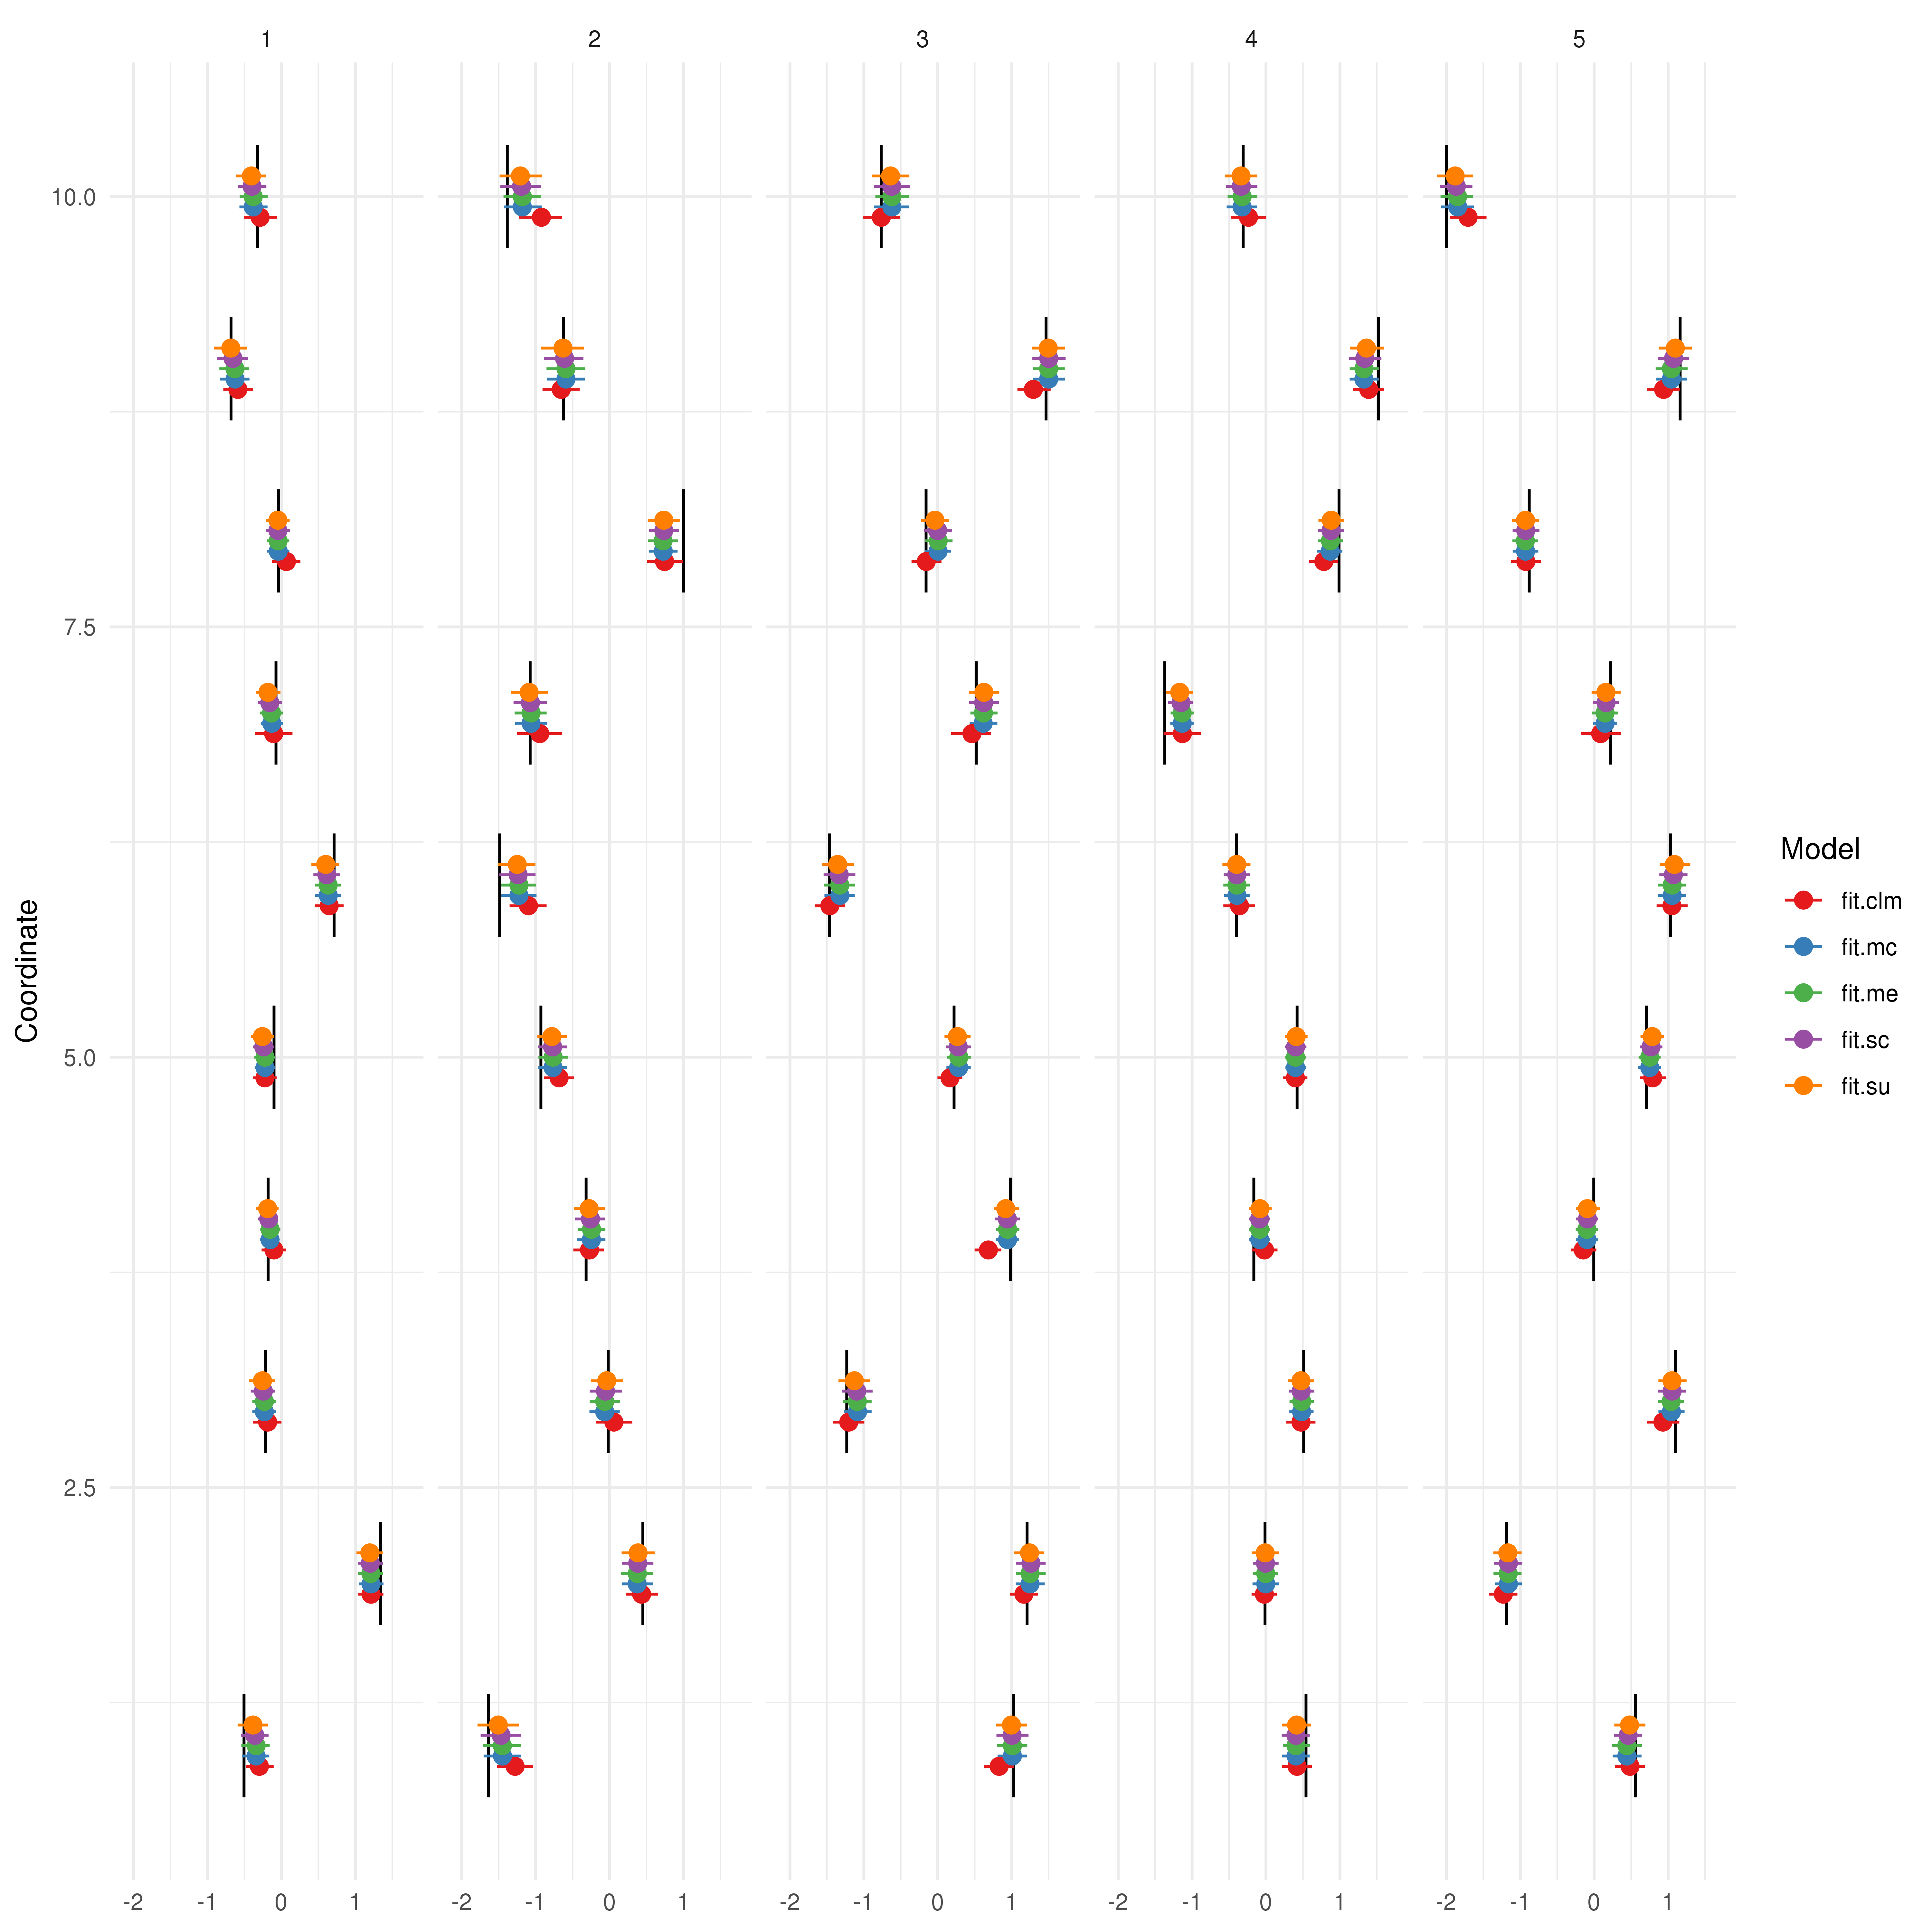 1 2 3 4 5
10.0
7.5
5.0
2.5
Coordinate
-2 -1 0 1 -2 -1 0 1 -2 -1 0 1 -2 -1 0 1 -2 -1 0 1
Model
fit.clm
fit.mc
fit.me
fit.sc
fit.su